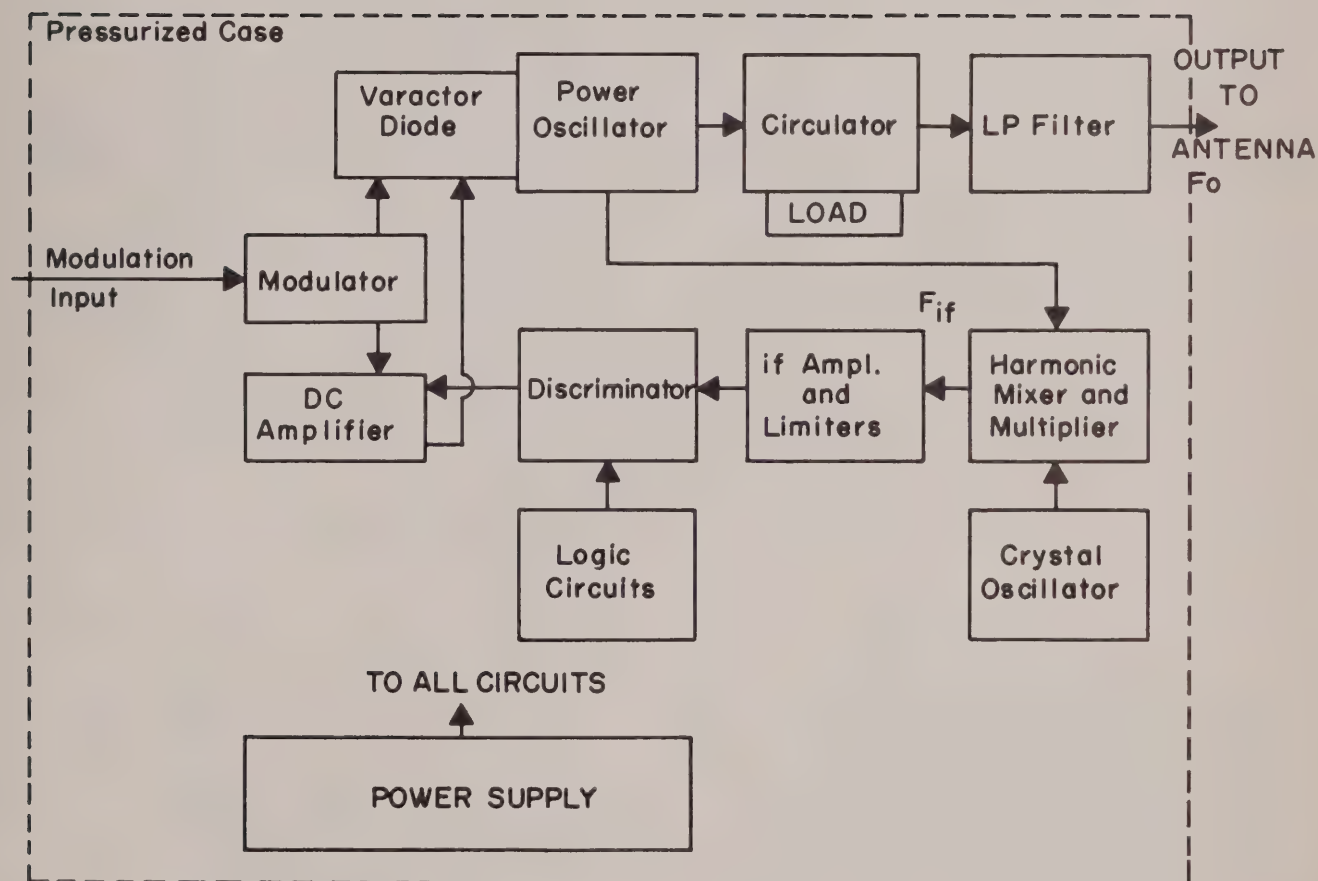 Pressurized Case
Varactor
Diode
Power
Oscillator
Circulator
LOAD
LP Filter
OUTPUT
TO
ANTENNA
Fo
Modulation
Input
Modulator
DC
Amplifier
Discriminator
if Ampl.
and
Limiters
Fif
Harmonic
Mixer and
Multiplier
Logic
Circuits
Crystal
Oscillator
TO ALL CIRCUITS
POWER SUPPLY